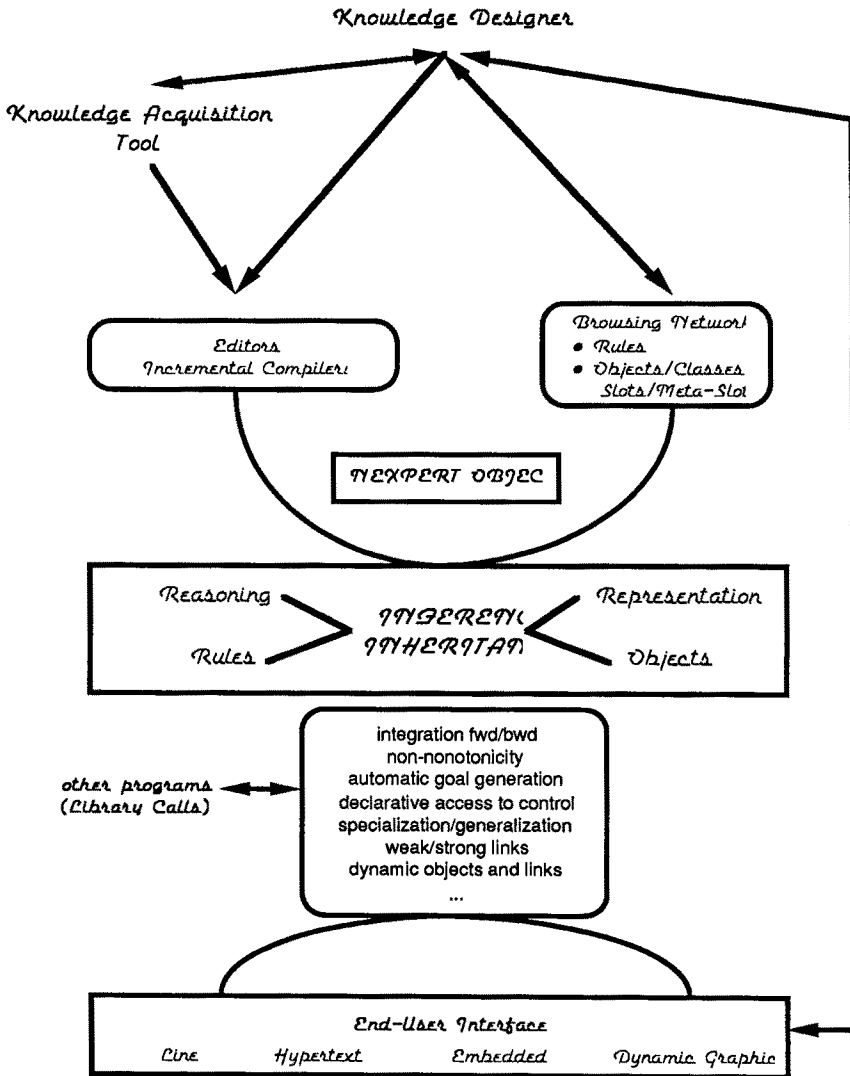 Knowledge Designer
Knowledge Acquisition
Tool
Editors
Incremental Compilers
Browsing Network
• Rules
• Objects/Classes
Slots/Meta-Slot
NEXPERT OBJEC
Reasoning
Representation
INFERENC
INHERITAN
Rules
Objects
integration fwd/bwd
non-nonotonicity
automatic goal generation
declarative access to control
specialization/generalization
weak/strong links
dynamic objects and links
...
other programs
(Library Calls)
End-User Interface
Line Hypertext Embedded Dynamic Graphic